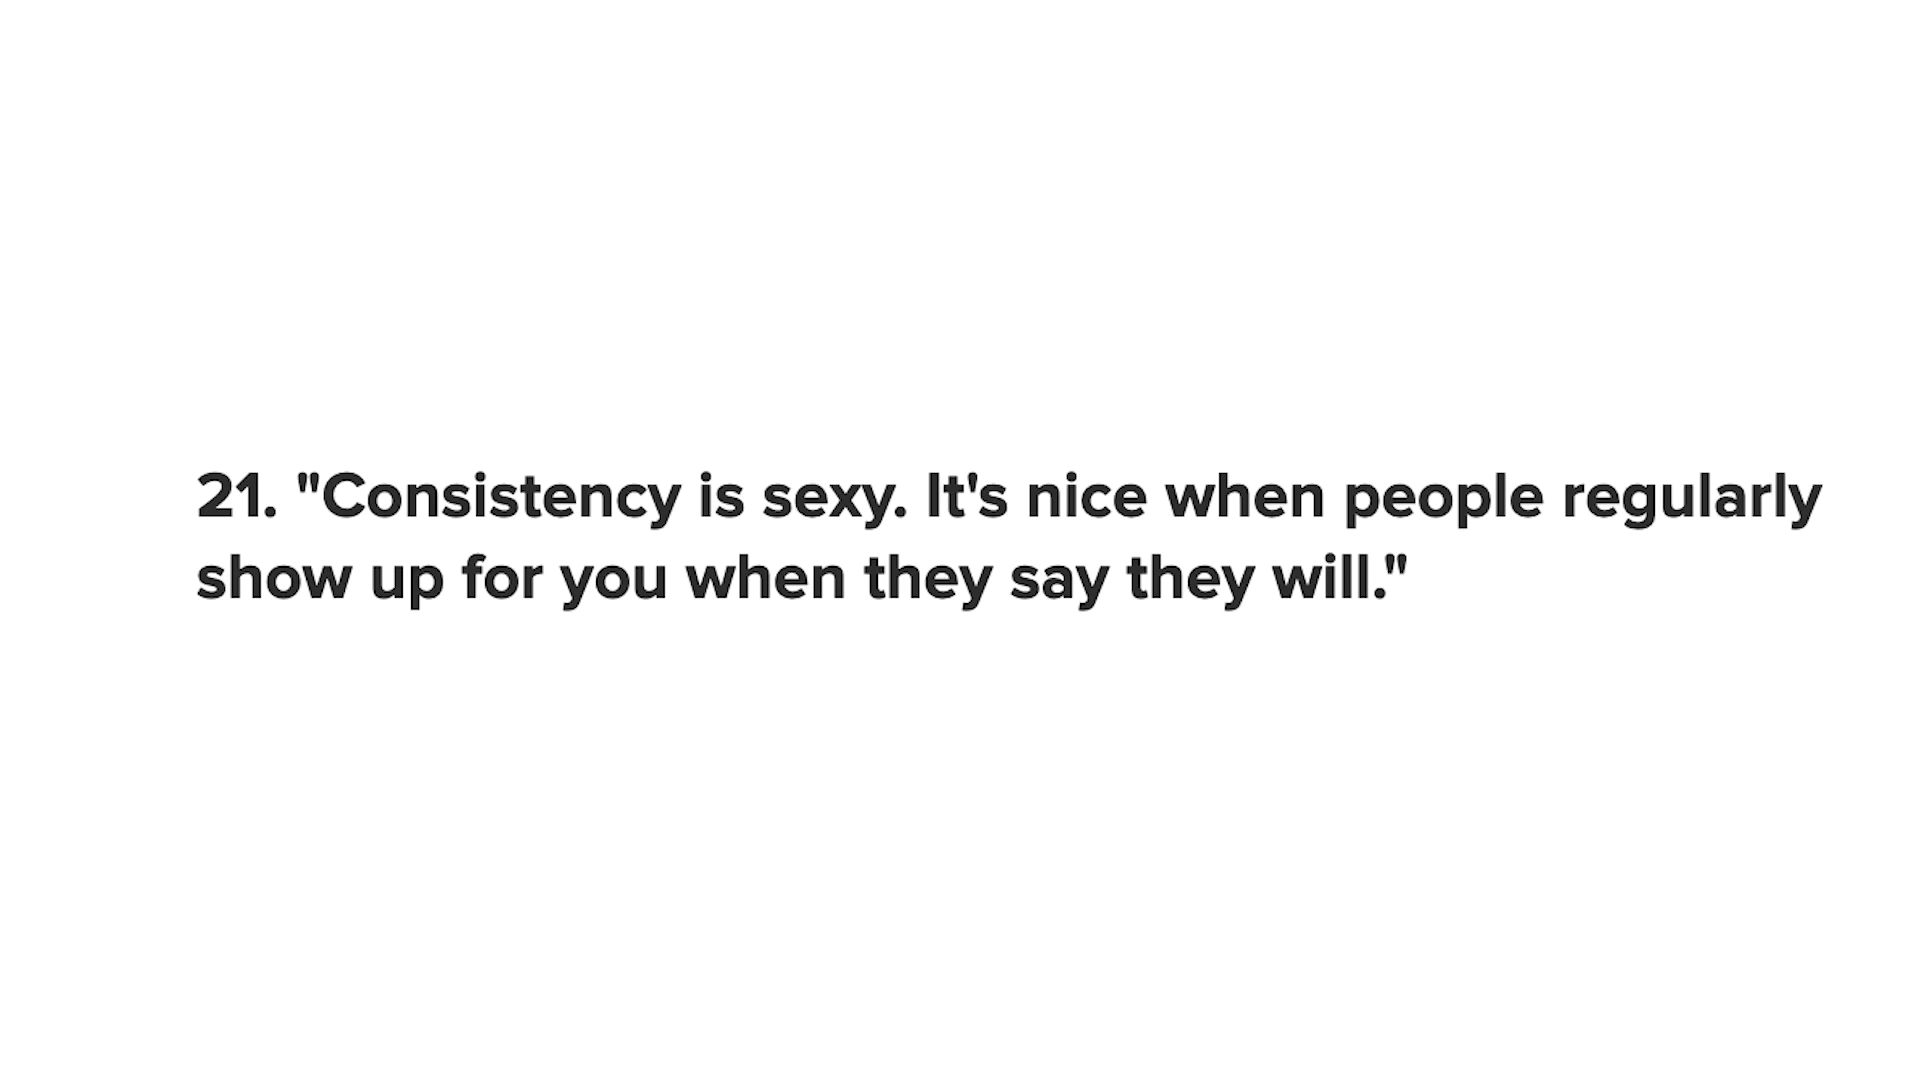 21. "Consistency is sexy. It's nice when people regularly
show up for you when they say they will."